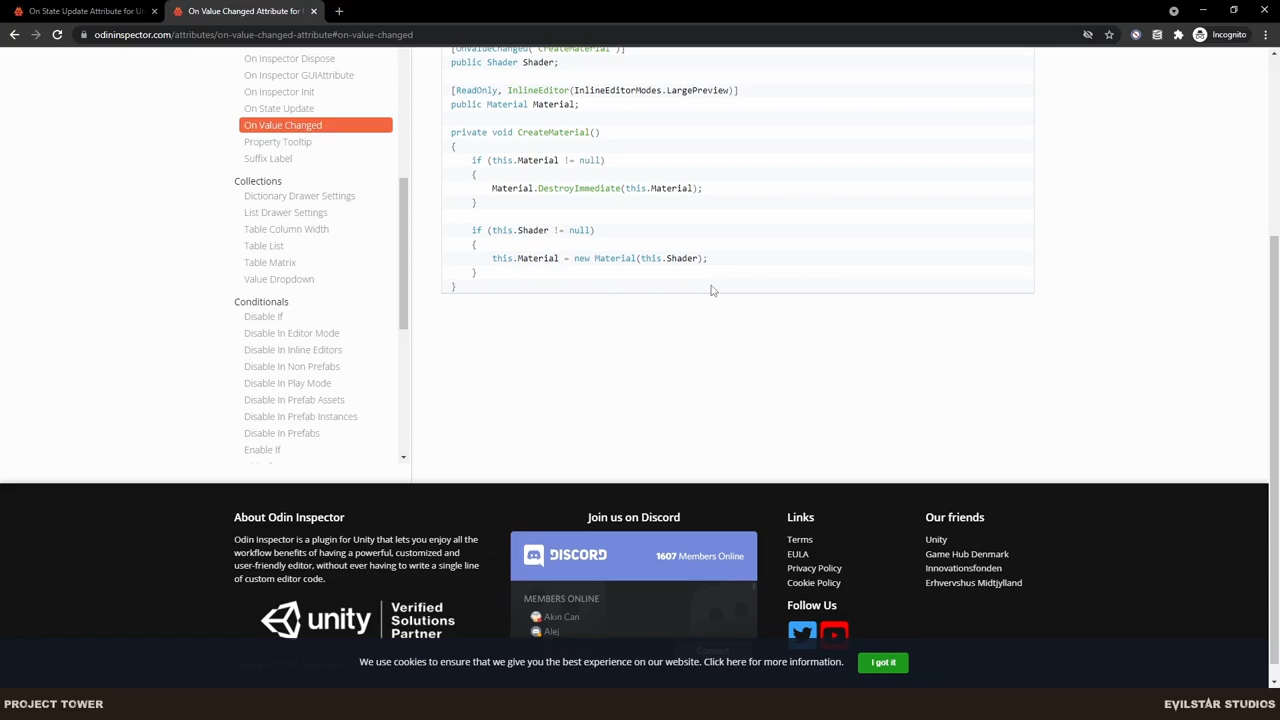 On State Update Attribute for U
On Value Changed Attribute for
odininspector.com/attributes/on-value-changed-attribute#on-value-changed
Incognito
On Inspector Dispose
On Inspector GUIAttribute
On Inspector Init
On State Update
On Value Changed
Property Tooltip
Suffix Label
Collections
Dictionary Drawer Settings
List Drawer Settings
Table Column Width
Table List
Table Matrix
Value Dropdown
Conditionals
Disable If
Disable In Editor Mode
Disable In Inline Editors
Disable In Non Prefabs
Disable In Play Mode
Disable In Prefab Assets
Disable In Prefab Instances
Disable In Prefabs
Enable If
[OnValueChanged("CreateMaterial")]
public Shader Shader;
[ReadOnly, InlineEditor(InlineEditorModes.LargePreview)]
public Material Material;
private void CreateMaterial()
{
if (this.Material != null)
{
Material.DestroyImmediate(this.Material);
}
if (this.Shader != null)
{
this.Material = new Material(this.Shader);
}
}
About Odin Inspector
Odin Inspector is a plugin for Unity that lets you enjoy all the
workflow benefits of having a powerful, customized and
user-friendly editor, without ever having to write a single line
of custom editor code.
unity
Verified
Solutions
Partner
Join us on Discord
DISCORD
1607 Members Online
MEMBERS ONLINE
Akın Can
Alej
Connect
Links
Terms
EULA
Privacy Policy
Cookie Policy
Follow Us
Our friends
Unity
Game Hub Denmark
Innovationsfonden
Erhvervshus Midtjylland
We use cookies to ensure that we give you the best experience on our website. Click here for more information.
I got it
PROJECT TOWER
EVILSTAR STUDIOS